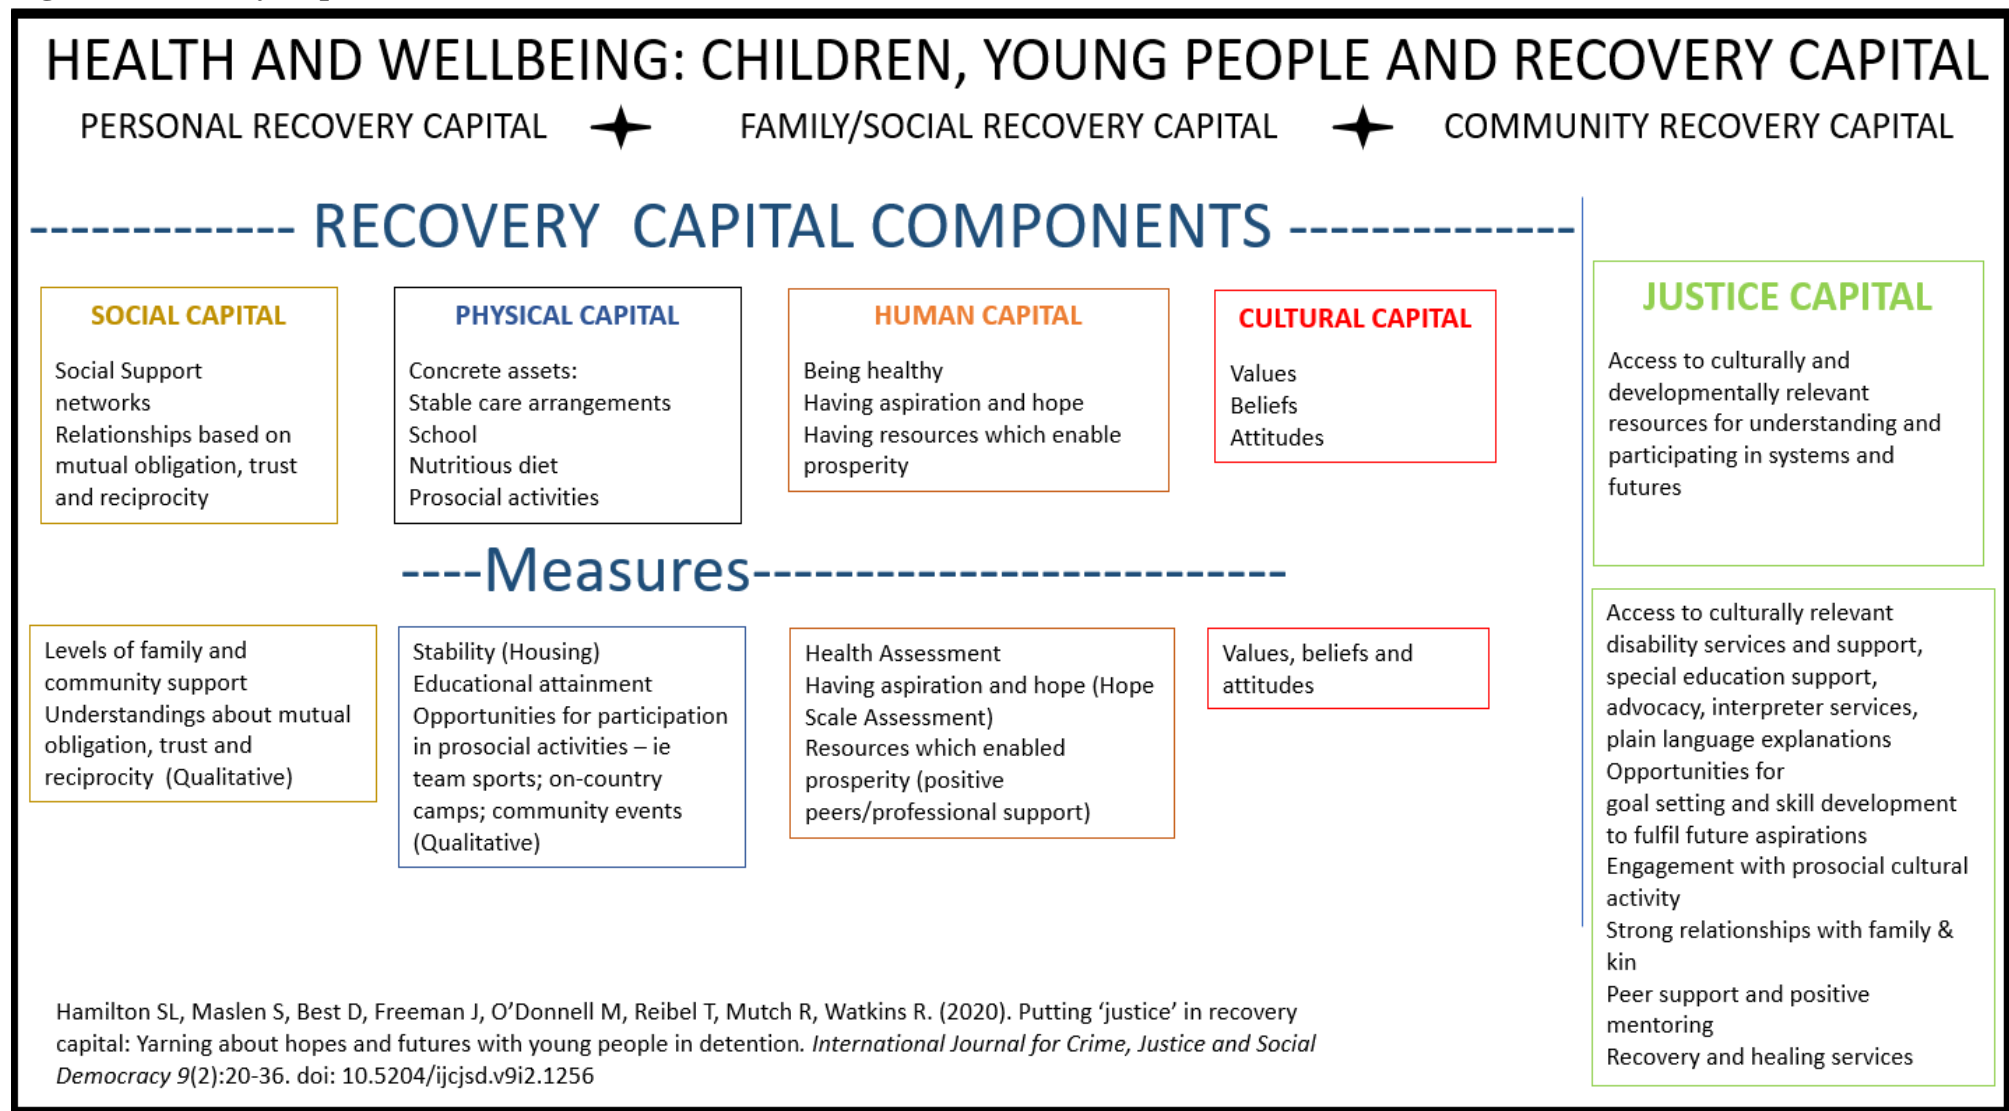 HEALTH AND WELLBEING: CHILDREN, YOUNG PEOPLE AND RECOVERY CAPITAL
PERSONAL RECOVERY CAPITAL
FAMILY/SOCIAL RECOVERY CAPITAL
COMMUNITY RECOVERY CAPITAL
------------- RECOVERY CAPITAL COMPONENTS --------------
SOCIAL CAPITAL
Social Support
networks
Relationships based on
mutual obligation, trust
and reciprocity
PHYSICAL CAPITAL
Concrete assets:
Stable care arrangements
School
Nutritious diet
Prosocial activities
HUMAN CAPITAL
Being healthy
Having aspiration and hope
Having resources which enable
prosperity
CULTURAL CAPITAL
Values
Beliefs
Attitudes
JUSTICE CAPITAL
Access to culturally and
developmentally relevant
resources for understanding and
participating in systems and
futures
----Measures--------------------------
Levels of family and
community support
Understandings about mutual
obligation, trust and
reciprocity (Qualitative)
Stability (Housing)
Educational attainment
Opportunities for participation
in prosocial activities – ie
team sports; on-country
camps; community events
(Qualitative)
Health Assessment
Having aspiration and hope (Hope
Scale Assessment)
Resources which enabled
prosperity (positive
peers/professional support)
Values, beliefs and
attitudes
Access to culturally relevant
disability services and support,
special education support,
advocacy, interpreter services,
plain language explanations
Opportunities for
goal setting and skill development
to fulfil future aspirations
Engagement with prosocial cultural
activity
Strong relationships with family &
kin
Peer support and positive
mentoring
Recovery and healing services
Hamilton SL, Maslen S, Best D, Freeman J, O’Donnell M, Reibel T, Mutch R, Watkins R. (2020). Putting ‘justice’ in recovery
capital: Yarning about hopes and futures with young people in detention. International Journal for Crime, Justice and Social
Democracy 9(2):20-36. doi: 10.5204/ijcjsd.v9i2.1256